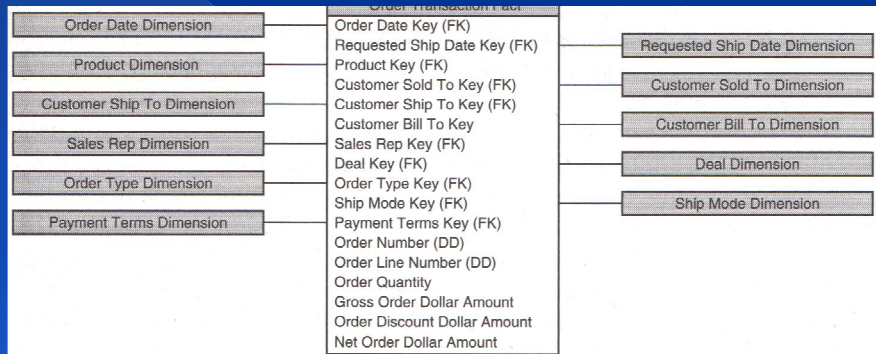 Order Transaction Fact
Order Date Dimension
Product Dimension
Customer Ship To Dimension
Sales Rep Dimension
Order Type Dimension
Payment Terms Dimension
Order Date Key (FK)
Requested Ship Date Key (FK)
Product Key (FK)
Customer Sold To Key (FK)
Customer Ship To Key (FK)
Customer Bill To Key
Sales Rep Key (FK)
Deal Key (FK)
Order Type Key (FK)
Ship Mode Key (FK)
Payment Terms Key (FK)
Order Number (DD)
Order Line Number (DD)
Order Quantity
Gross Order Dollar Amount
Order Discount Dollar Amount
Net Order Dollar Amount
Requested Ship Date Dimension
Customer Sold To Dimension
Customer Bill To Dimension
Deal Dimension
Ship Mode Dimension